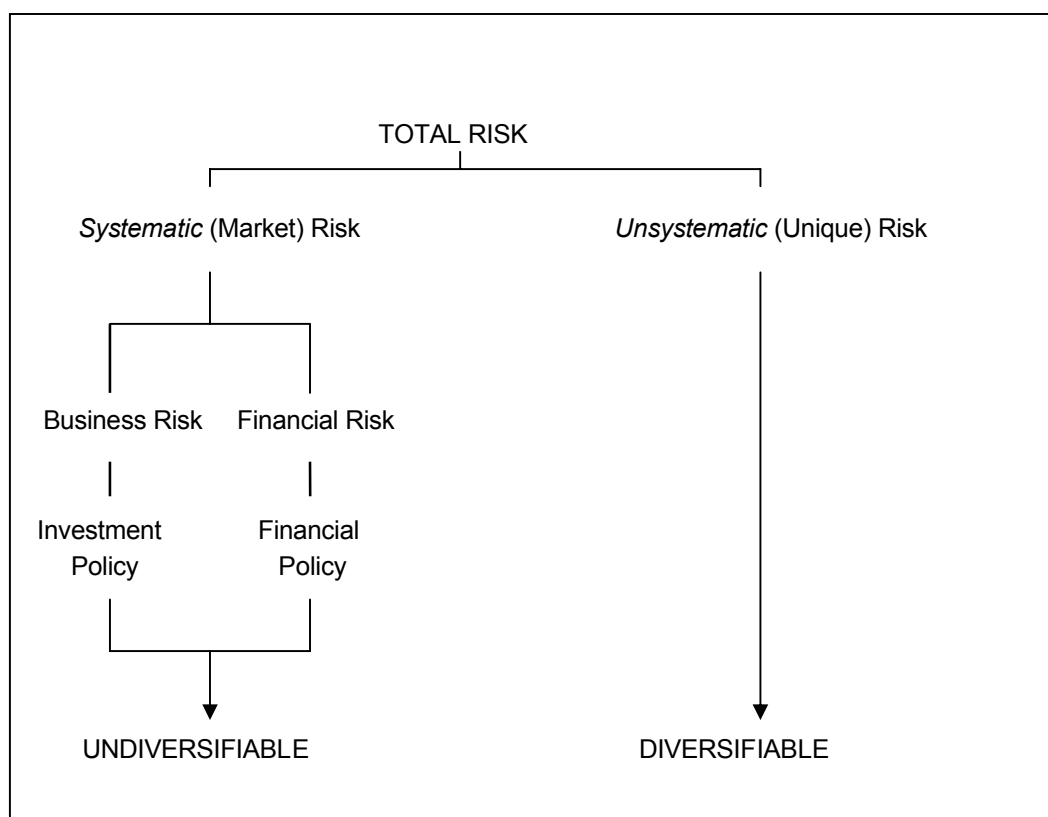 TOTAL RISK
Systematic (Market) Risk
Unsystematic (Unique) Risk
Business Risk
Financial Risk
Investment
Policy
Financial
Policy
UNDIVERSIFIABLE
DIVERSIFIABLE